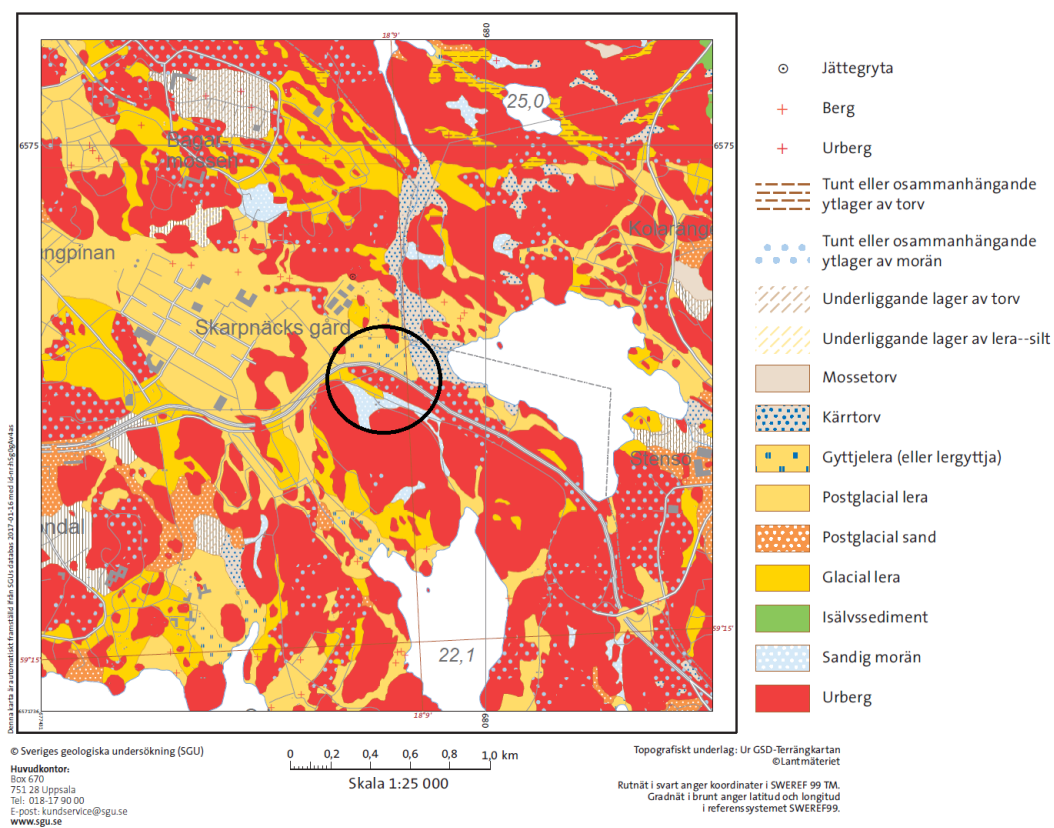 18°9'
680
25,0
6575
6575
Bagar-
mossen
Kolaräng
ngpinan
Skarpnäcks gård
Stensö
ndal
22,1
59°15'
59°15'
18°9'
680
Jättegryta
Berg
Urberg
Tunt eller osammanhängande
ytlager av torv
Tunt eller osammanhängande
ytlager av morän
Underliggande lager av torv
Underliggande lager av lera--silt
Mossetorv
Kärrtorv
Gyttjelera (eller lergyttja)
Postglacial lera
Postglacial sand
Glacial lera
Isälvssediment
Sandig morän
Urberg
© Sveriges geologiska undersökning (SGU)
Huvudkontor:
Box 670
751 28 Uppsala
Tel: 018-17 90 00
E-post: kundservice@sgu.se
www.sgu.se
0 0,2 0,4 0,6 0,8 1,0 km
Skala 1:25 000
Topografiskt underlag: Ur GSD-Terrängkartan
©Lantmäteriet
Rutnät i svart anger koordinater i SWEREF 99 TM.
Gradnät i brunt anger latitud och longitud
i referenssystemet SWEREF99.